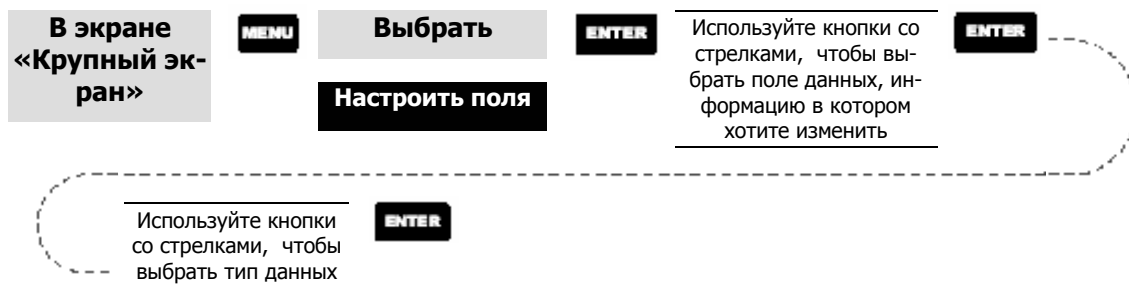 В экране
«Крупный эк-
ран»
MENU
Выбрать
Настроить поля
ENTER
Используйте кнопки со
стрелками, чтобы вы-
брать поле данных, ин-
формацию в котором
хотите изменить
ENTER
Используйте кнопки
со стрелками, чтобы
выбрать тип данных
ENTER